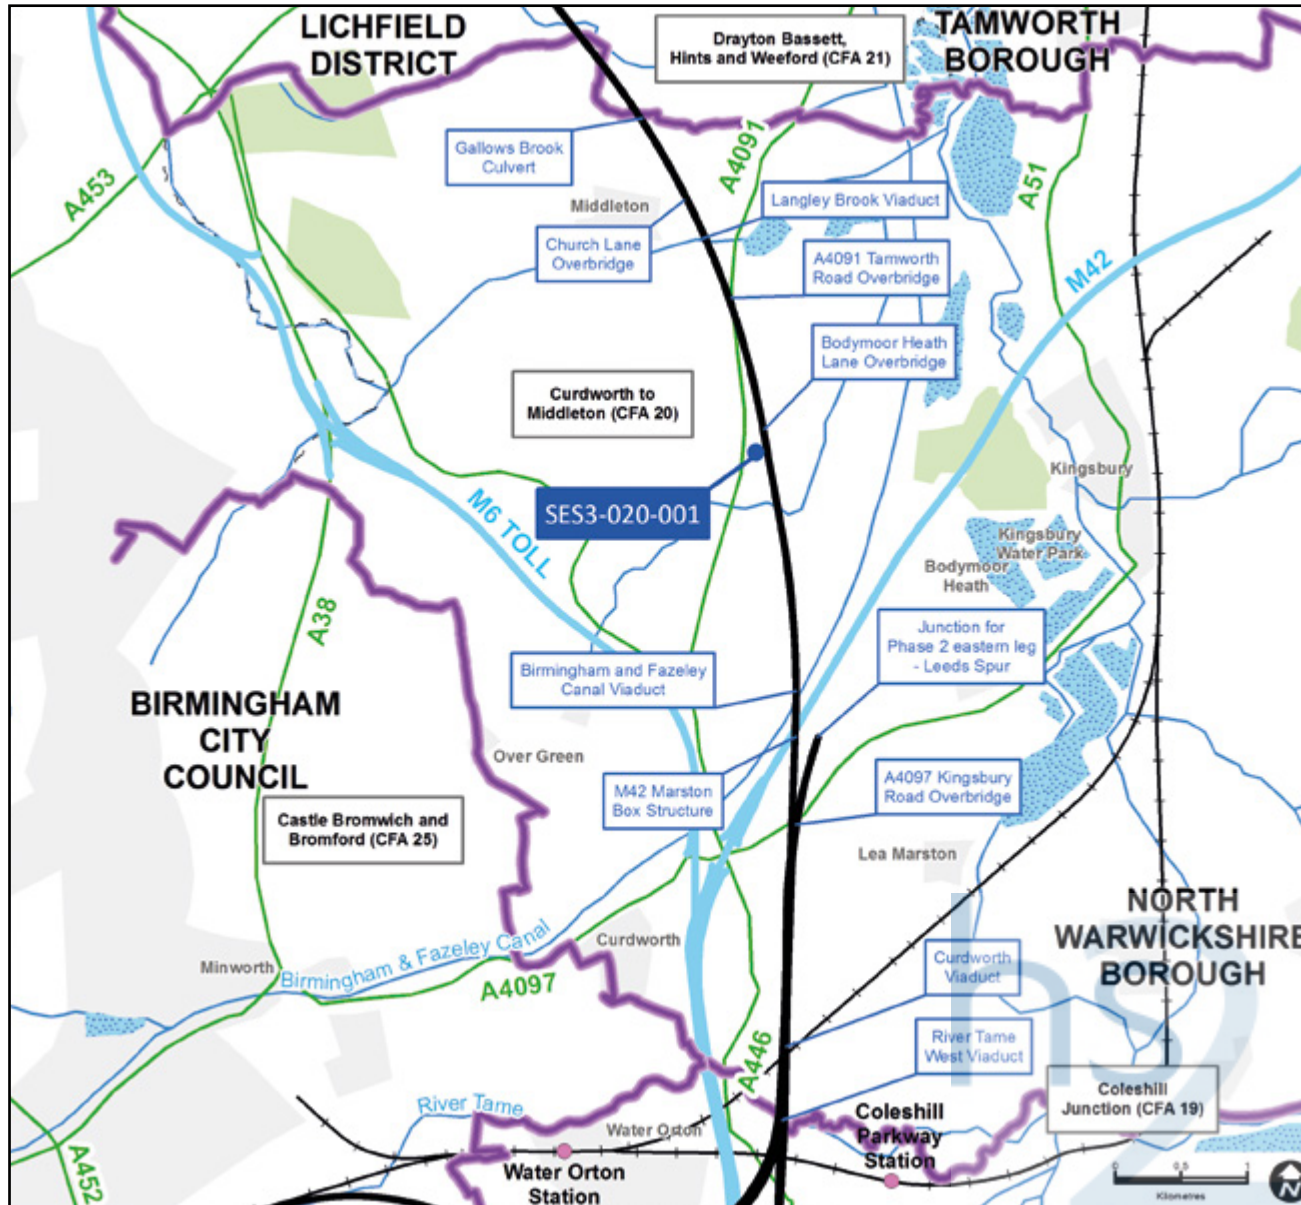 LICHFIELD
DISTRICT
Drayton Bassett,
Hints and Weeford (CFA 21)
TAMWORTH
BOROUGH
Gallows Brook
Culvert
A4091
A453
A51
Langley Brook Viaduct
Middleton
Church Lane
Overbridge
A4091 Tamworth
Road Overbridge
M42
Bodymoor Heath
Lane Overbridge
Curdworth to
Middleton (CFA 20)
Kingsbury
SES3-020-001
M6 TOLL
Kingsbury
Water Park
Bodymoor
Heath
A38
Junction for
Phase 2 eastern leg
- Leeds Spur
Birmingham and Fazeley
Canal Viaduct
BIRMINGHAM
CITY
COUNCIL
Over Green
M42 Marston
Box Structure
A4097 Kingsbury
Road Overbridge
Castle Bromwich and
Bromford (CFA 25)
Lea Marston
NORTH
WARWICKSHIRE
BOROUGH
Curdworth
Birmingham & Fazeley Canal
Minworth
A4097
Curdworth
Viaduct
River Tame
West Viaduct
A446
hs2
Coleshill
Junction (CFA 19)
River Tame
Water Orton
Coleshill
Parkway
Station
A452
Water Orton
Station
0 0.5 1
Kilometres
N